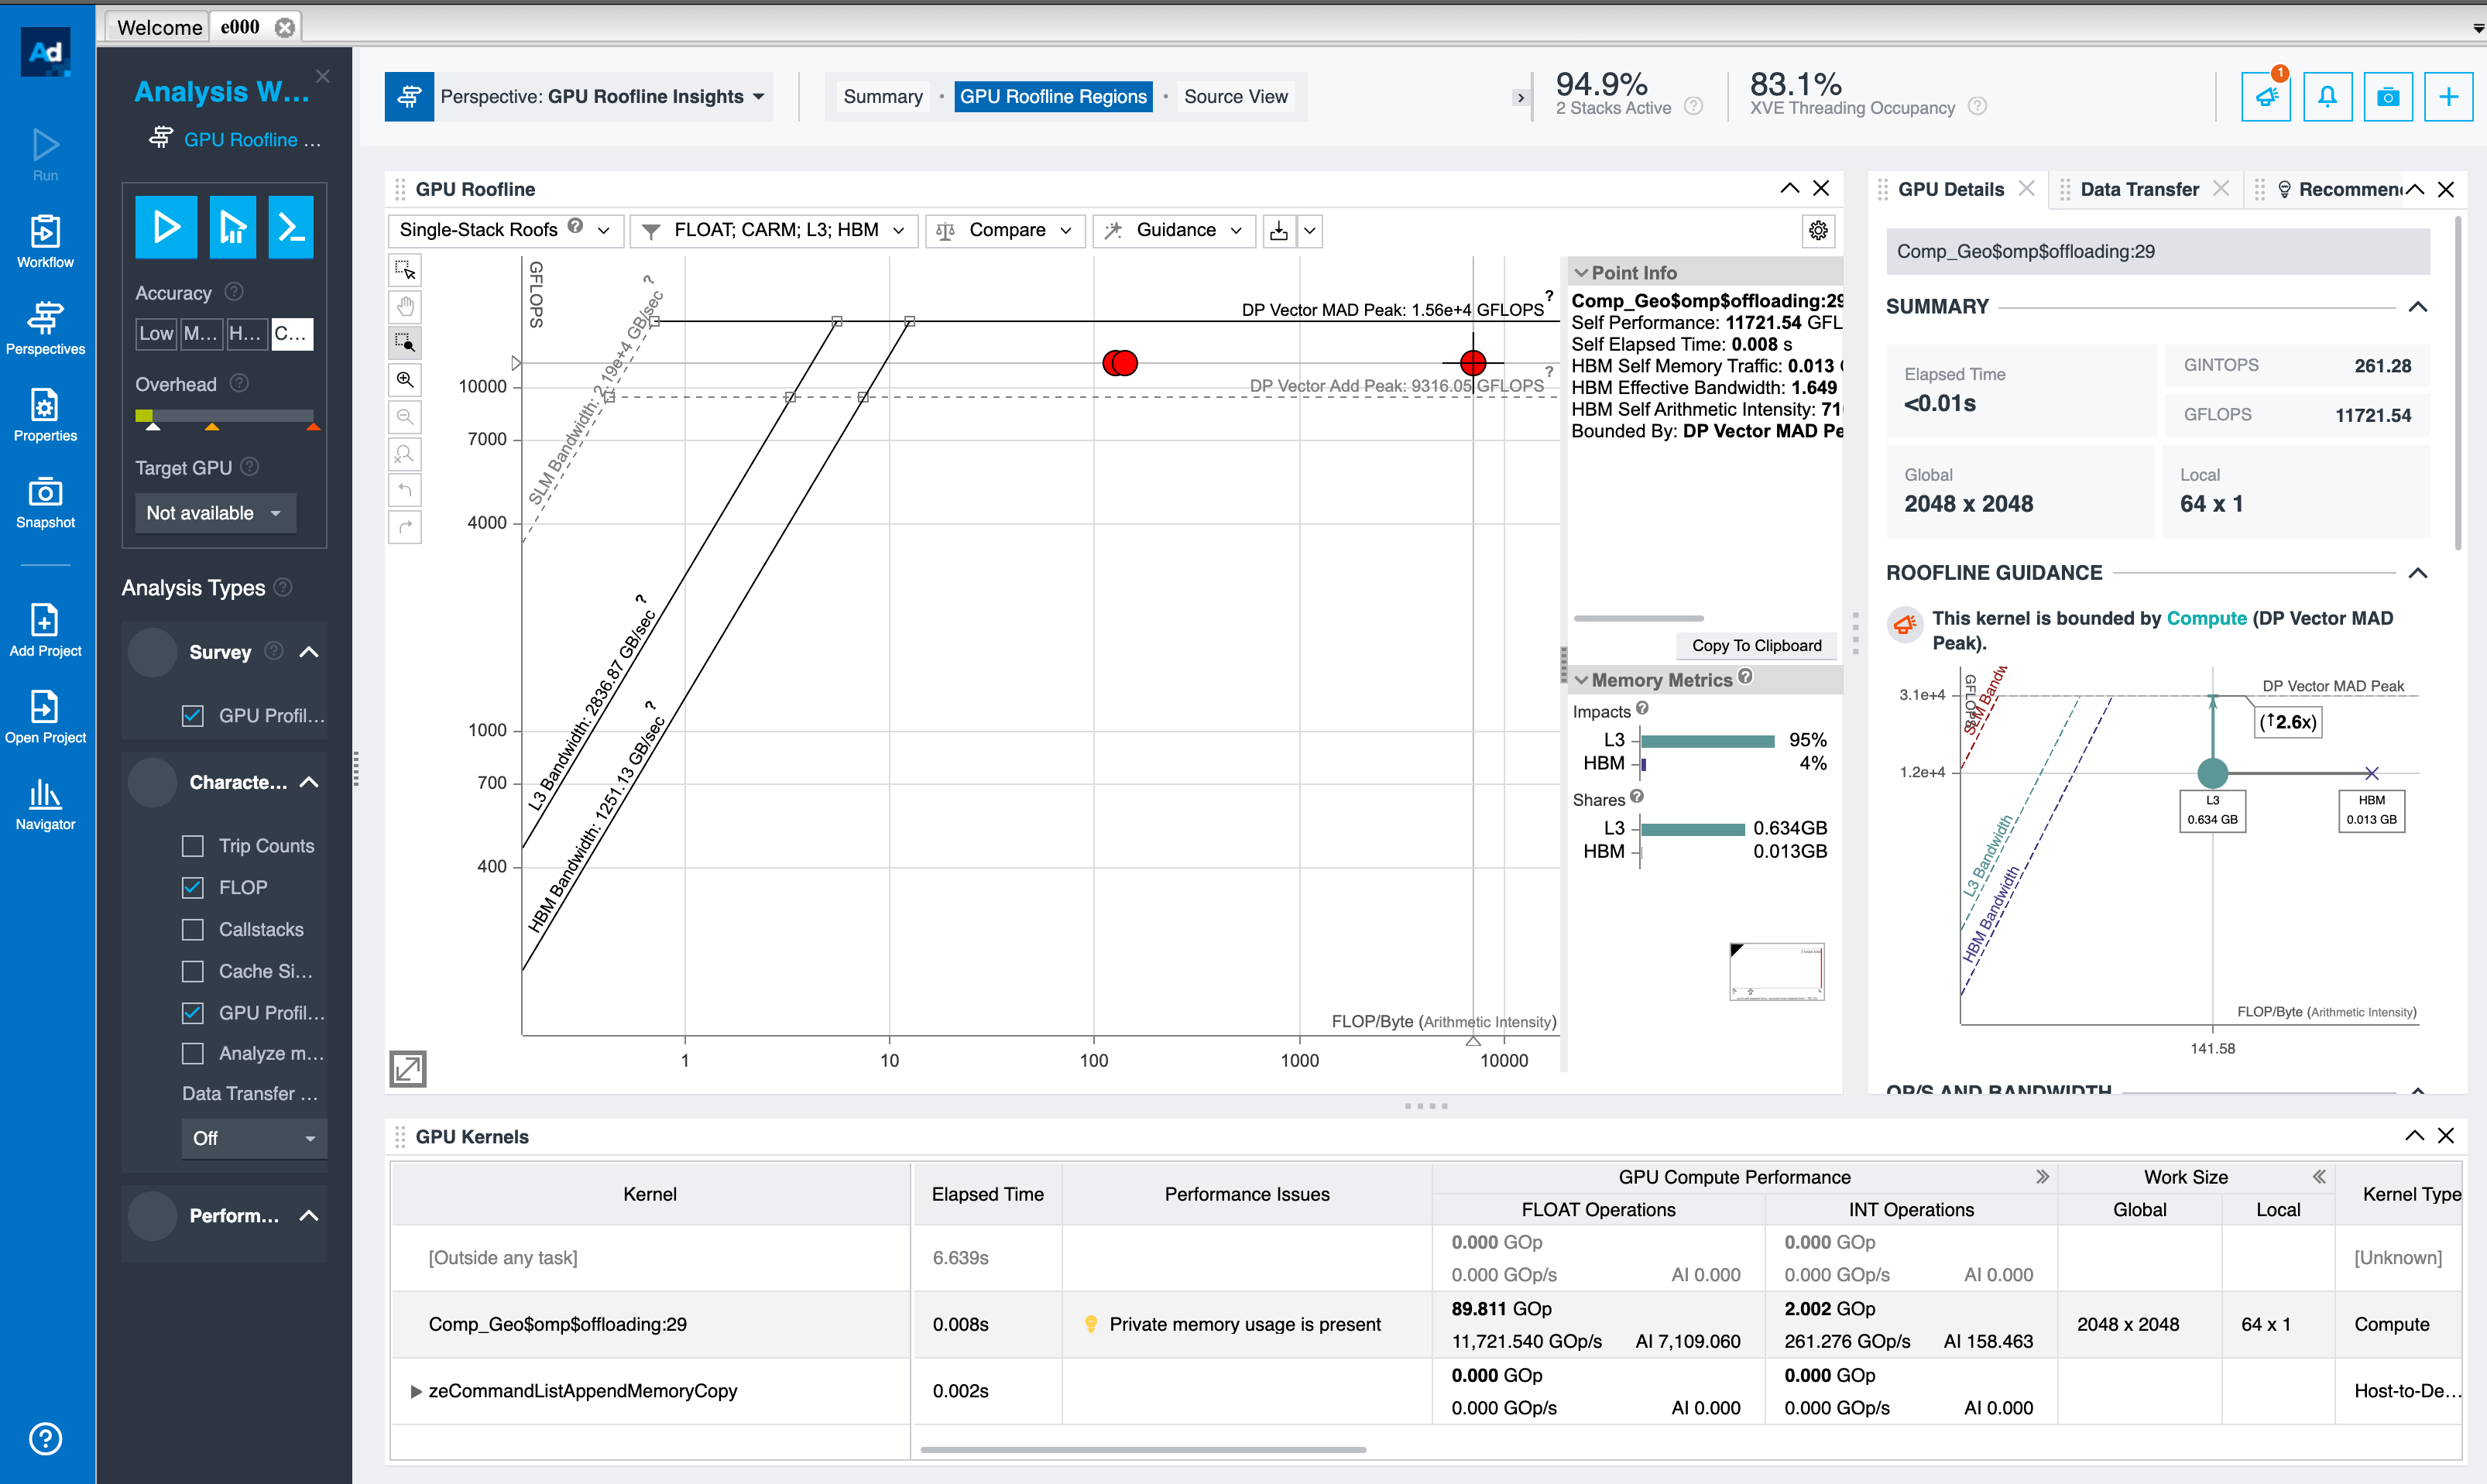 Welcome
e000
Ad
Run
Workflow
Perspectives
Properties
Snapshot
Add Project
Open Project
Navigator
Analysis W...
GPU Roofline ...
Accuracy
Low
M...
H...
C...
Overhead
Target GPU
Not available
Analysis Types
Survey
GPU Profil...
Characte...
Trip Counts
FLOP
Callstacks
Cache Si...
GPU Profil...
Analyze m...
Data Transfer ...
Off
Perform...
Perspective: GPU Roofline Insights
Summary
GPU Roofline Regions
Source View
94.9%
2 Stacks Active
83.1%
XVE Threading Occupancy
1
GPU Roofline
Single-Stack Roofs
FLOAT; CARM; L3; HBM
Compare
Guidance
GFLOPS
SLM Bandwidth: 2.19e+4 GB/sec ?
DP Vector MAD Peak: 1.56e+4 GFLOPS ?
DP Vector Add Peak: 9316.05 GFLOPS ?
L3 Bandwidth: 2836.87 GB/sec ?
HBM Bandwidth: 1251.13 GB/sec ?
10000
7000
4000
1000
700
400
FLOP/Byte (Arithmetic Intensity)
1
10
100
1000
10000
Point Info
Comp_Geo$omp$offloading:29
Self Performance: 11721.54 GFL
Self Elapsed Time: 0.008 s
HBM Self Memory Traffic: 0.013
HBM Effective Bandwidth: 1.649
HBM Self Arithmetic Intensity: 71
Bounded By: DP Vector MAD Pe
Copy To Clipboard
Memory Metrics
Impacts
L3 95%
HBM 4%
Shares
L3 0.634GB
HBM 0.013GB
GPU Details
Data Transfer
Recommen
Comp_Geo$omp$offloading:29
SUMMARY
Elapsed Time
<0.01s
GINTOPS 261.28
GFLOPS 11721.54
Global
2048 x 2048
Local
64 x 1
ROOFLINE GUIDANCE
This kernel is bounded by Compute (DP Vector MAD
Peak).
GFLOPS
SLM Bandw
3.1e+4
DP Vector MAD Peak
(↑2.6x)
1.2e+4
L3
0.634 GB
HBM
0.013 GB
L3 Bandwidth
HBM Bandwidth
FLOP/Byte (Arithmetic Intensity)
141.58
OP/S AND BANDWIDTH
GPU Kernels
Kernel
Elapsed Time
Performance Issues
GPU Compute Performance
FLOAT Operations
INT Operations
Work Size
Global
Local
Kernel Type
[Outside any task]
6.639s
0.000 GOp
0.000 GOp/s AI 0.000
0.000 GOp
0.000 GOp/s AI 0.000
[Unknown]
Comp_Geo$omp$offloading:29
0.008s
Private memory usage is present
89.811 GOp
11,721.540 GOp/s AI 7,109.060
2.002 GOp
261.276 GOp/s AI 158.463
2048 x 2048
64 x 1
Compute
zeCommandListAppendMemoryCopy
0.002s
0.000 GOp
0.000 GOp/s AI 0.000
0.000 GOp
0.000 GOp/s AI 0.000
Host-to-De...